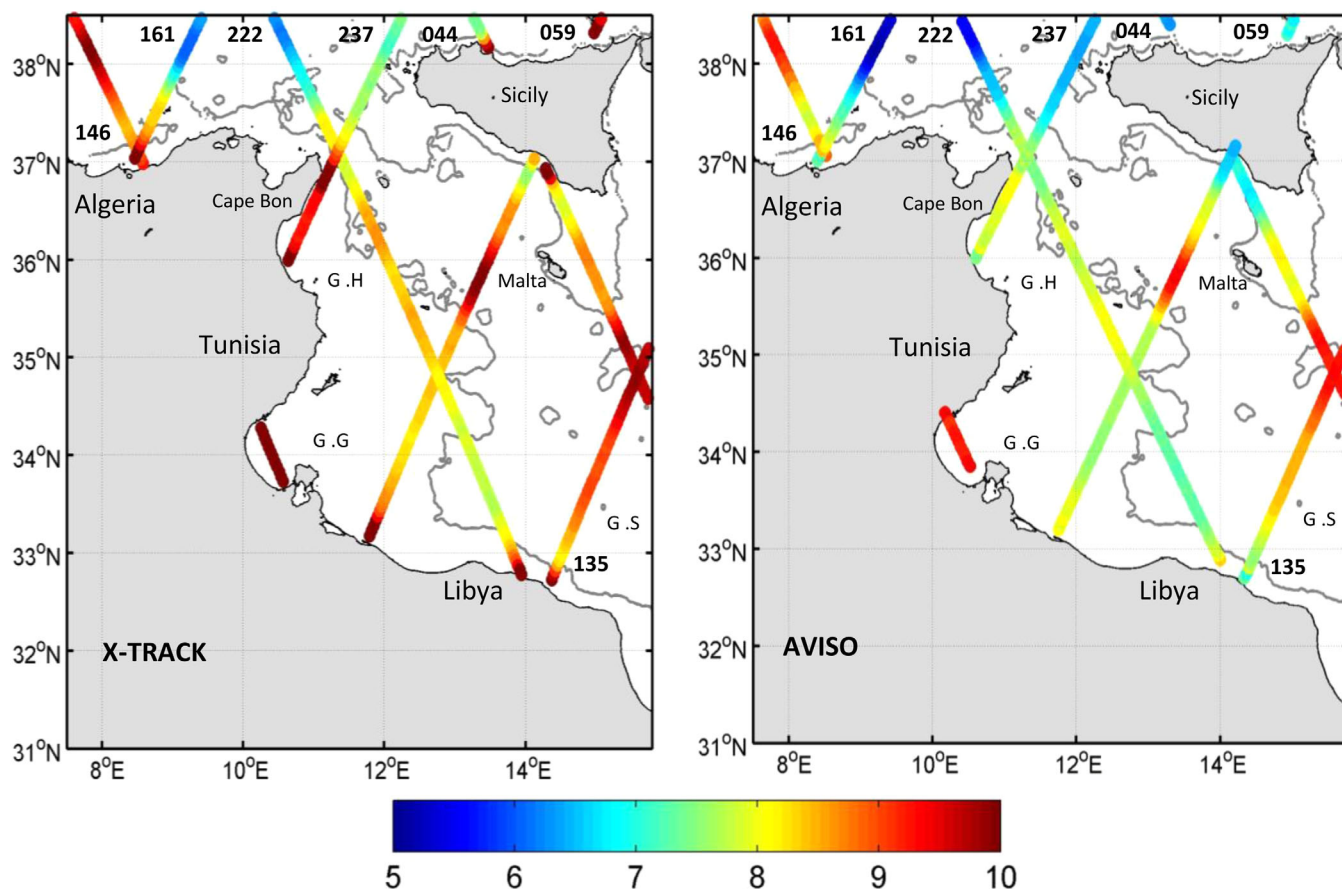 161 222 237 044 059
38°N
Sicily
146
37°N
Algeria
Cape Bon
36°N
G .H
Malta
Tunisia
35°N
G .G
34°N
G .S
33°N
135
Libya
32°N
X-TRACK
31°N
8°E 10°E 12°E 14°E
161 222 237 044 059
38°N
Sicily
146
37°N
Algeria
Cape Bon
36°N
G .H
Malta
Tunisia
35°N
G .G
34°N
G .S
33°N
135
Libya
32°N
AVISO
31°N
8°E 10°E 12°E 14°E
5 6 7 8 9 10